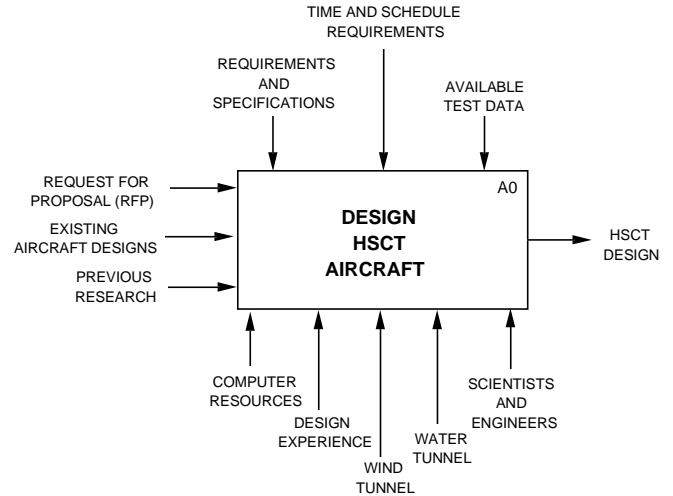 TIME AND SCHEDULE
REQUIREMENTS
REQUIREMENTS
AND
SPECIFICATIONS
AVAILABLE
TEST DATA
A0
REQUEST FOR
PROPOSAL (RFP)
EXISTING
AIRCRAFT DESIGNS
PREVIOUS
RESEARCH
DESIGN
HSCT
AIRCRAFT
HSCT
DESIGN
COMPUTER
RESOURCES
DESIGN
EXPERIENCE
WIND
TUNNEL
WATER
TUNNEL
SCIENTISTS
AND
ENGINEERS